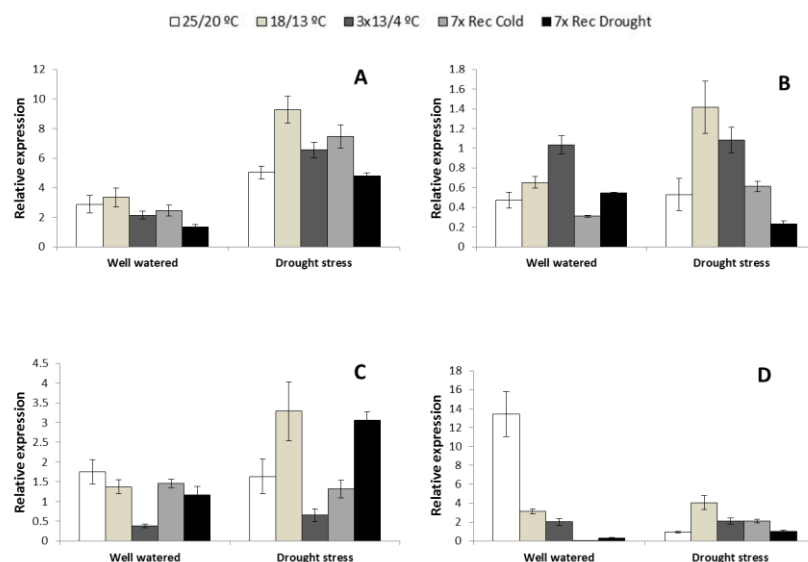 25/20 ºC 18/13 ºC 3x13/4 ºC 7x Rec Cold 7x Rec Drought
A
Relative expression
12
10
8
6
4
2
0
Well watered Drought stress
B
Relative expression
1.8
1.6
1.4
1.2
1
0.8
0.6
0.4
0.2
0
Well watered Drought stress
C
Relative expression
4.5
4
3.5
3
2.5
2
1.5
1
0.5
0
Well watered Drought stress
D
Relative expression
18
16
14
12
10
8
6
4
2
0
Well watered Drought stress